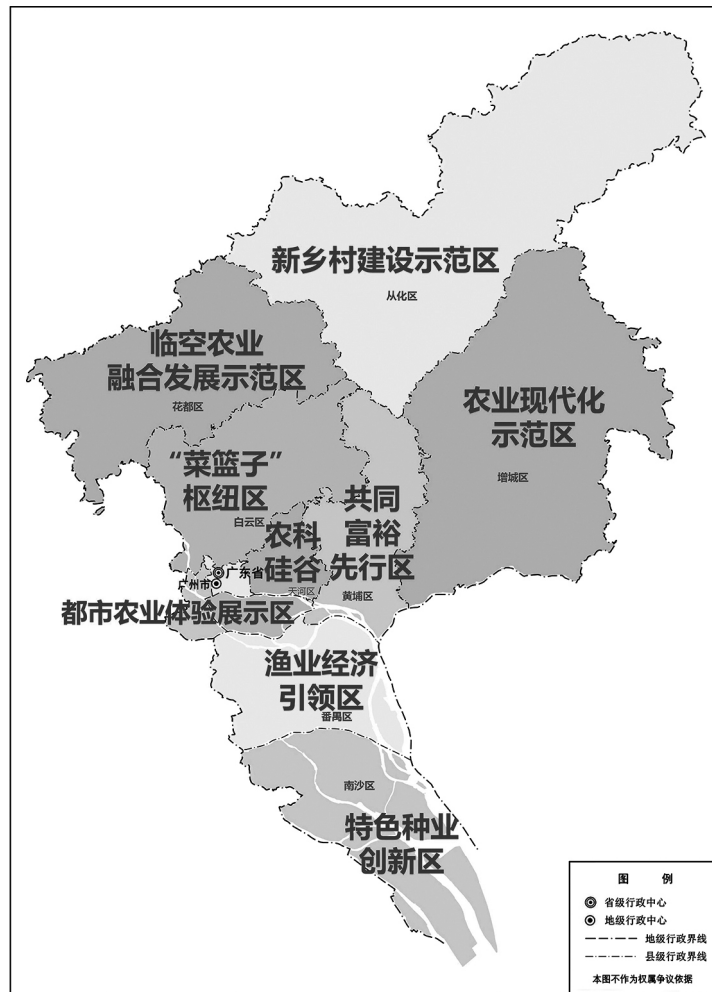 新乡村建设示范区
从化区
临空农业
融合发展示范区
花都区
农业现代化
示范区
增城区
“菜篮子”
枢纽区
白云区
农科
硅谷
天河区
共同
富裕
先行区
黄埔区
广东省
广州市
都市农业体验展示区
渔业经济
引领区
番禺区
南沙区
特色种业
创新区
图 例
省级行政中心
地级行政中心
地级行政界线
县级行政界线
本图不作为权属争议依据